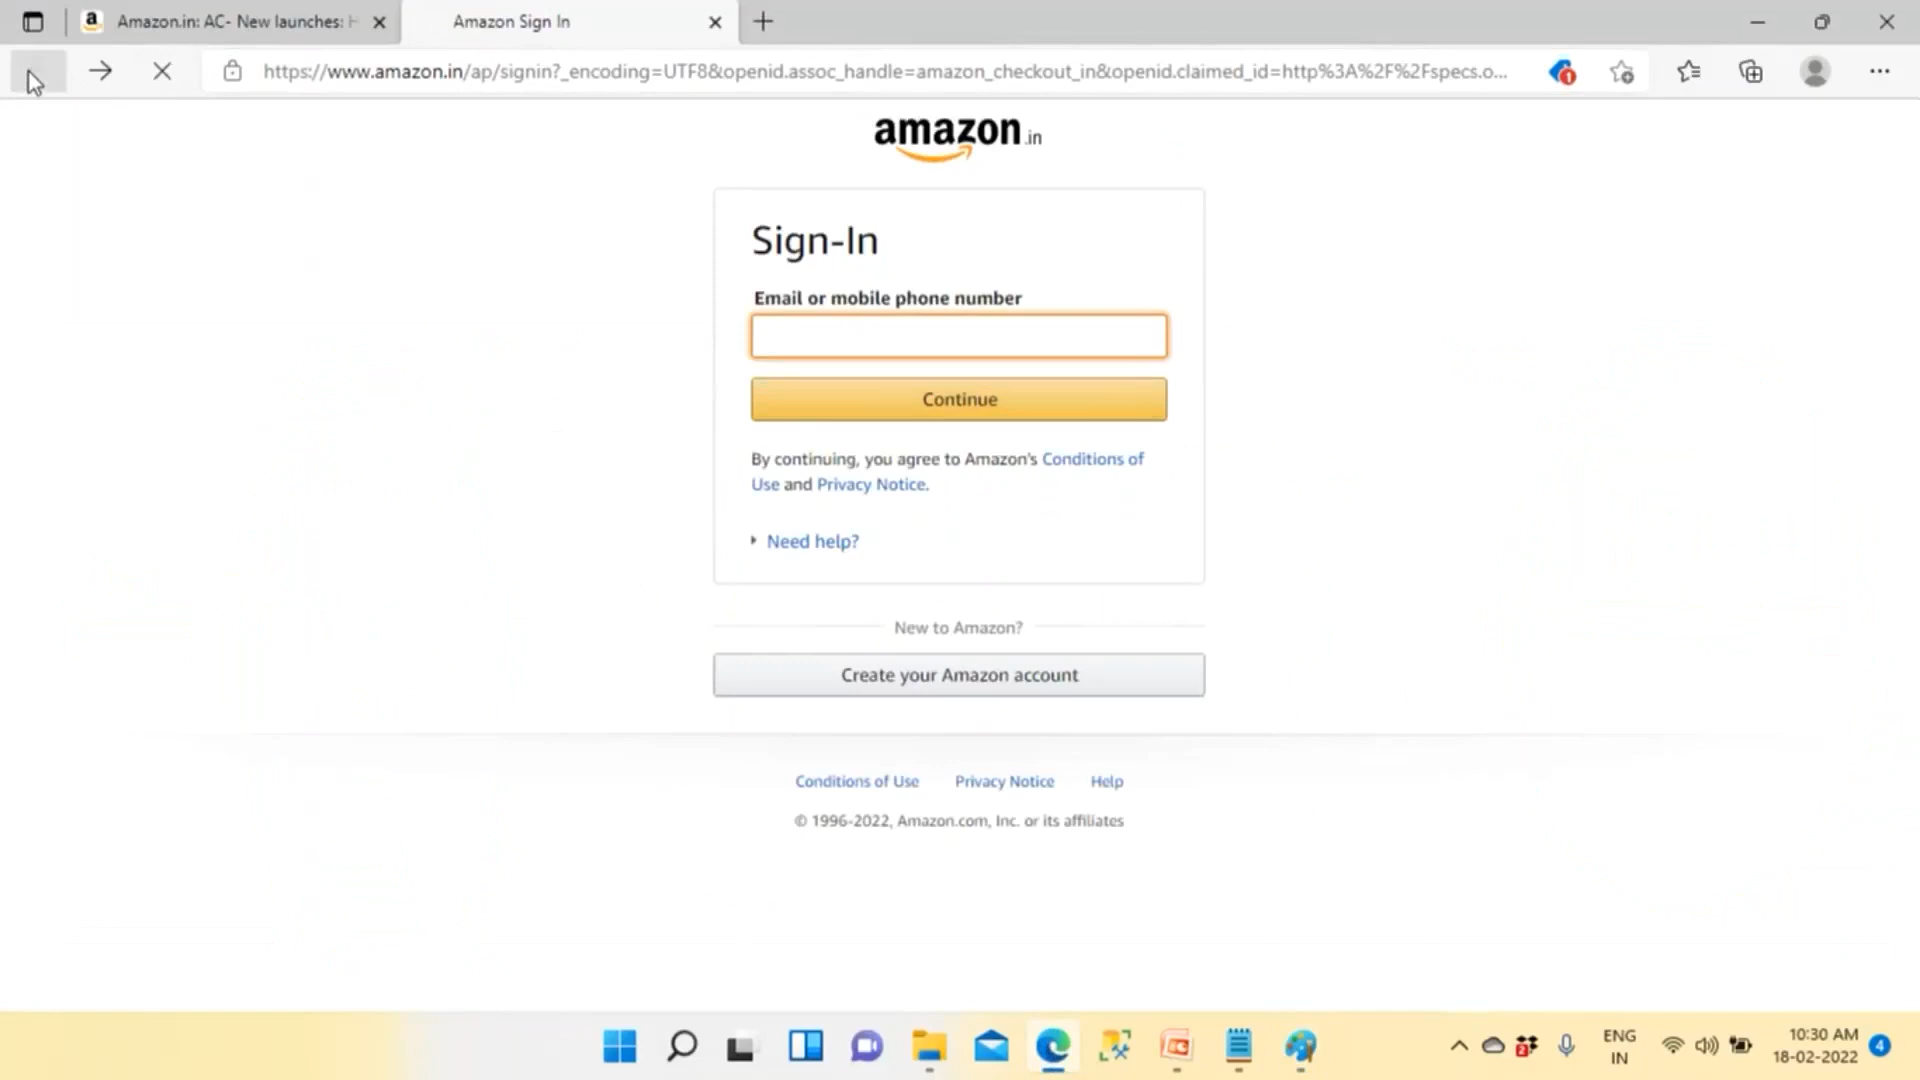 Amazon.in: AC- New launches: H
Amazon Sign In
https://www.amazon.in/ap/signin?_encoding=UTF8&openid.assoc_handle=amazon_checkout_in&openid.claimed_id=http%3A%2F%2Fspecs.o...
1
amazon.in
Sign-In
Email or mobile phone number
Continue
By continuing, you agree to Amazon's Conditions of
Use and Privacy Notice.
Need help?
New to Amazon?
Create your Amazon account
Conditions of Use Privacy Notice Help
© 1996-2022, Amazon.com, Inc. or its affiliates
2
ENG
IN
10:30 AM
18-02-2022
4